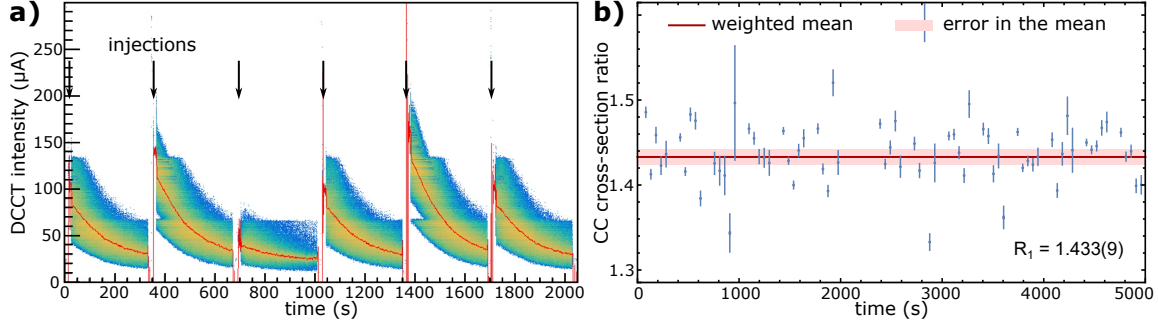 a)
injections
DCCT intensity (μA)
250
200
150
100
50
0
0 200 400 600 800 1000 1200 1400 1600 1800 2000
time (s)
b)
weighted mean error in the mean
CC cross-section ratio
1.5
1.4
1.3
R₁ = 1.433(9)
0 1000 2000 3000 4000 5000
time (s)